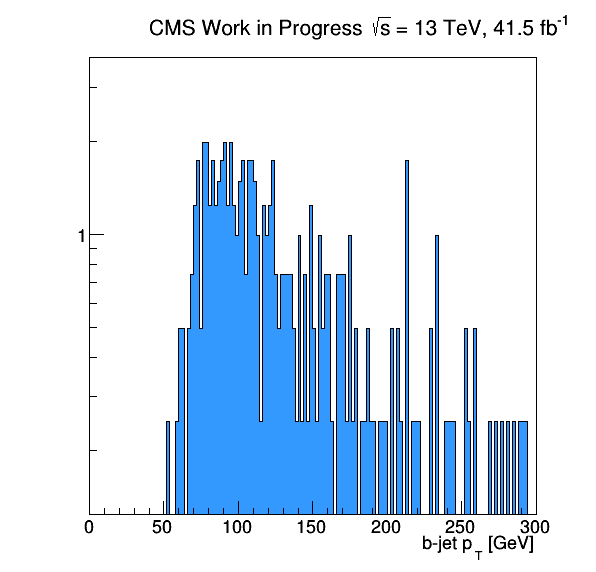 CMS Work in Progress √s = 13 TeV, 41.5 fb⁻¹
1
0 50 100 150 200 250 300
b-jet p_T [GeV]